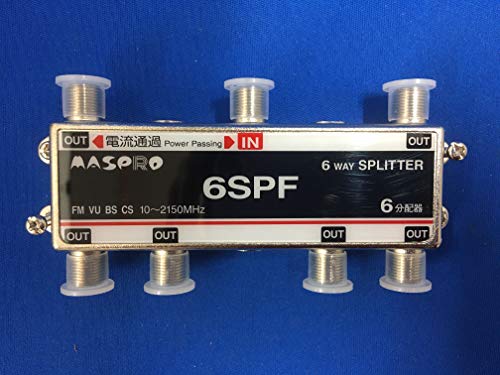 OUT 電流通過 Power Passing IN OUT
MASPRO 6 WAY SPLITTER
6SPF
FM VU BS CS 10〜2150MHz 6分配器
OUT OUT OUT OUT